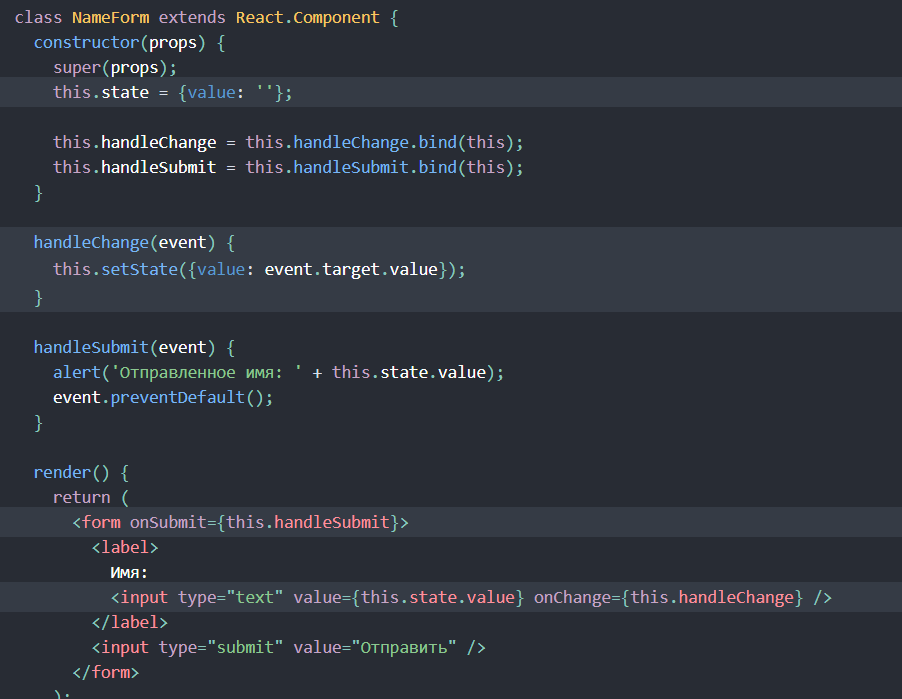 class NameForm extends React.Component {
  constructor(props) {
    super(props);
    this.state = {value: ''};

    this.handleChange = this.handleChange.bind(this);
    this.handleSubmit = this.handleSubmit.bind(this);
  }

  handleChange(event) {
    this.setState({value: event.target.value});
  }

  handleSubmit(event) {
    alert('Отправленное имя: ' + this.state.value);
    event.preventDefault();
  }

  render() {
    return (
      <form onSubmit={this.handleSubmit}>
        <label>
          Имя:
          <input type="text" value={this.state.value} onChange={this.handleChange} />
        </label>
        <input type="submit" value="Отправить" />
      </form>
    );